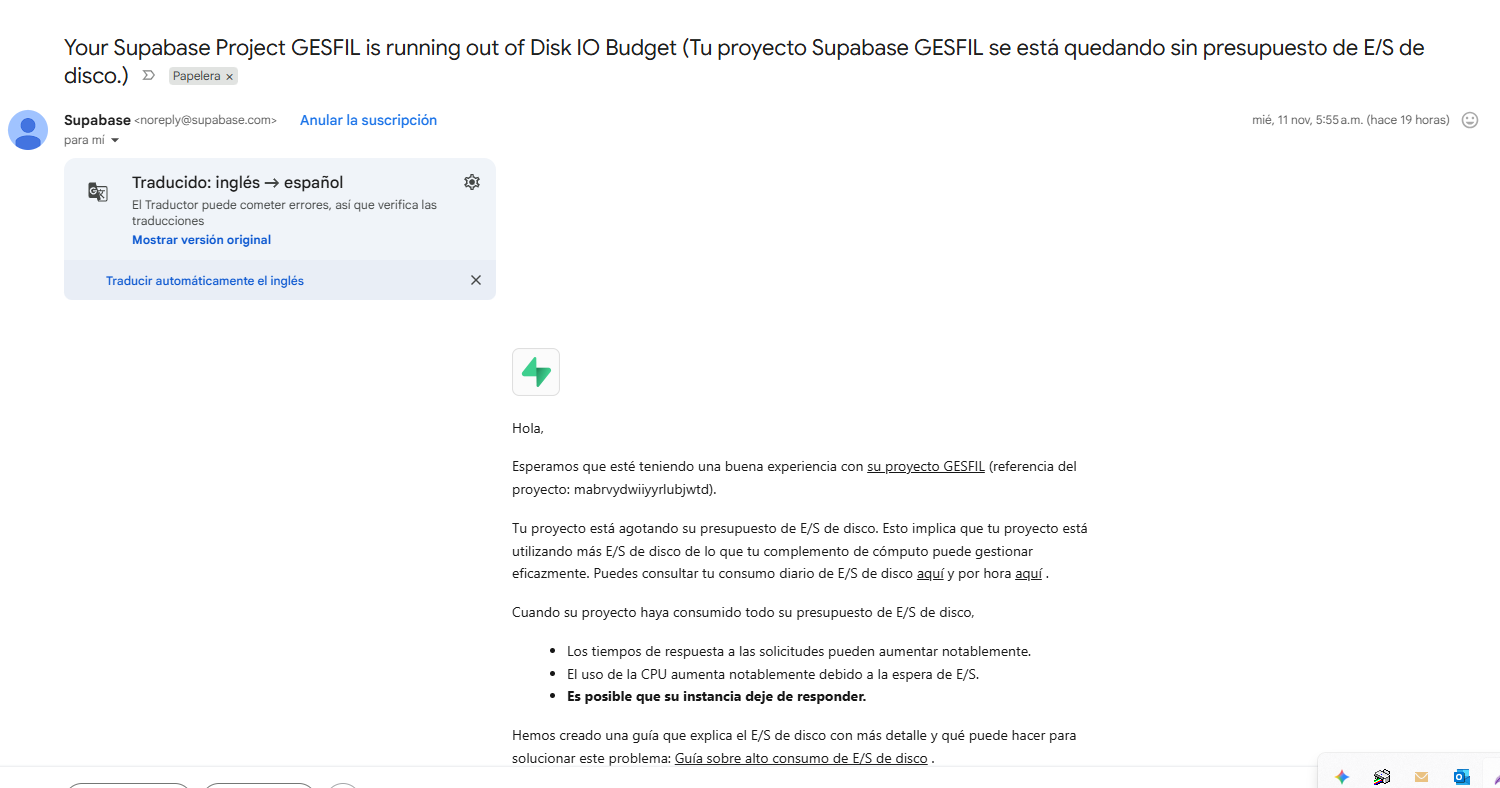 Your Supabase Project GESFIL is running out of Disk IO Budget (Tu proyecto Supabase GESFIL se está quedando sin presupuesto de E/S de
disco.) Papelera ×
Supabase <noreply@supabase.com> Anular la suscripción
mié, 11 nov, 5:55 a.m. (hace 19 horas)
para mí
Traducido: inglés → español
El Traductor puede cometer errores, así que verifica las
traducciones
Mostrar versión original
Traducir automáticamente el inglés
Hola,
Esperamos que esté teniendo una buena experiencia con su proyecto GESFIL (referencia del
proyecto: mabrvydwiiyyrlubjwtd).
Tu proyecto está agotando su presupuesto de E/S de disco. Esto implica que tu proyecto está
utilizando más E/S de disco de lo que tu complemento de cómputo puede gestionar
eficazmente. Puedes consultar tu consumo diario de E/S de disco aquí y por hora aquí .
Cuando su proyecto haya consumido todo su presupuesto de E/S de disco,
• Los tiempos de respuesta a las solicitudes pueden aumentar notablemente.
• El uso de la CPU aumenta notablemente debido a la espera de E/S.
• Es posible que su instancia deje de responder.
Hemos creado una guía que explica el E/S de disco con más detalle y qué puede hacer para
solucionar este problema: Guía sobre alto consumo de E/S de disco .